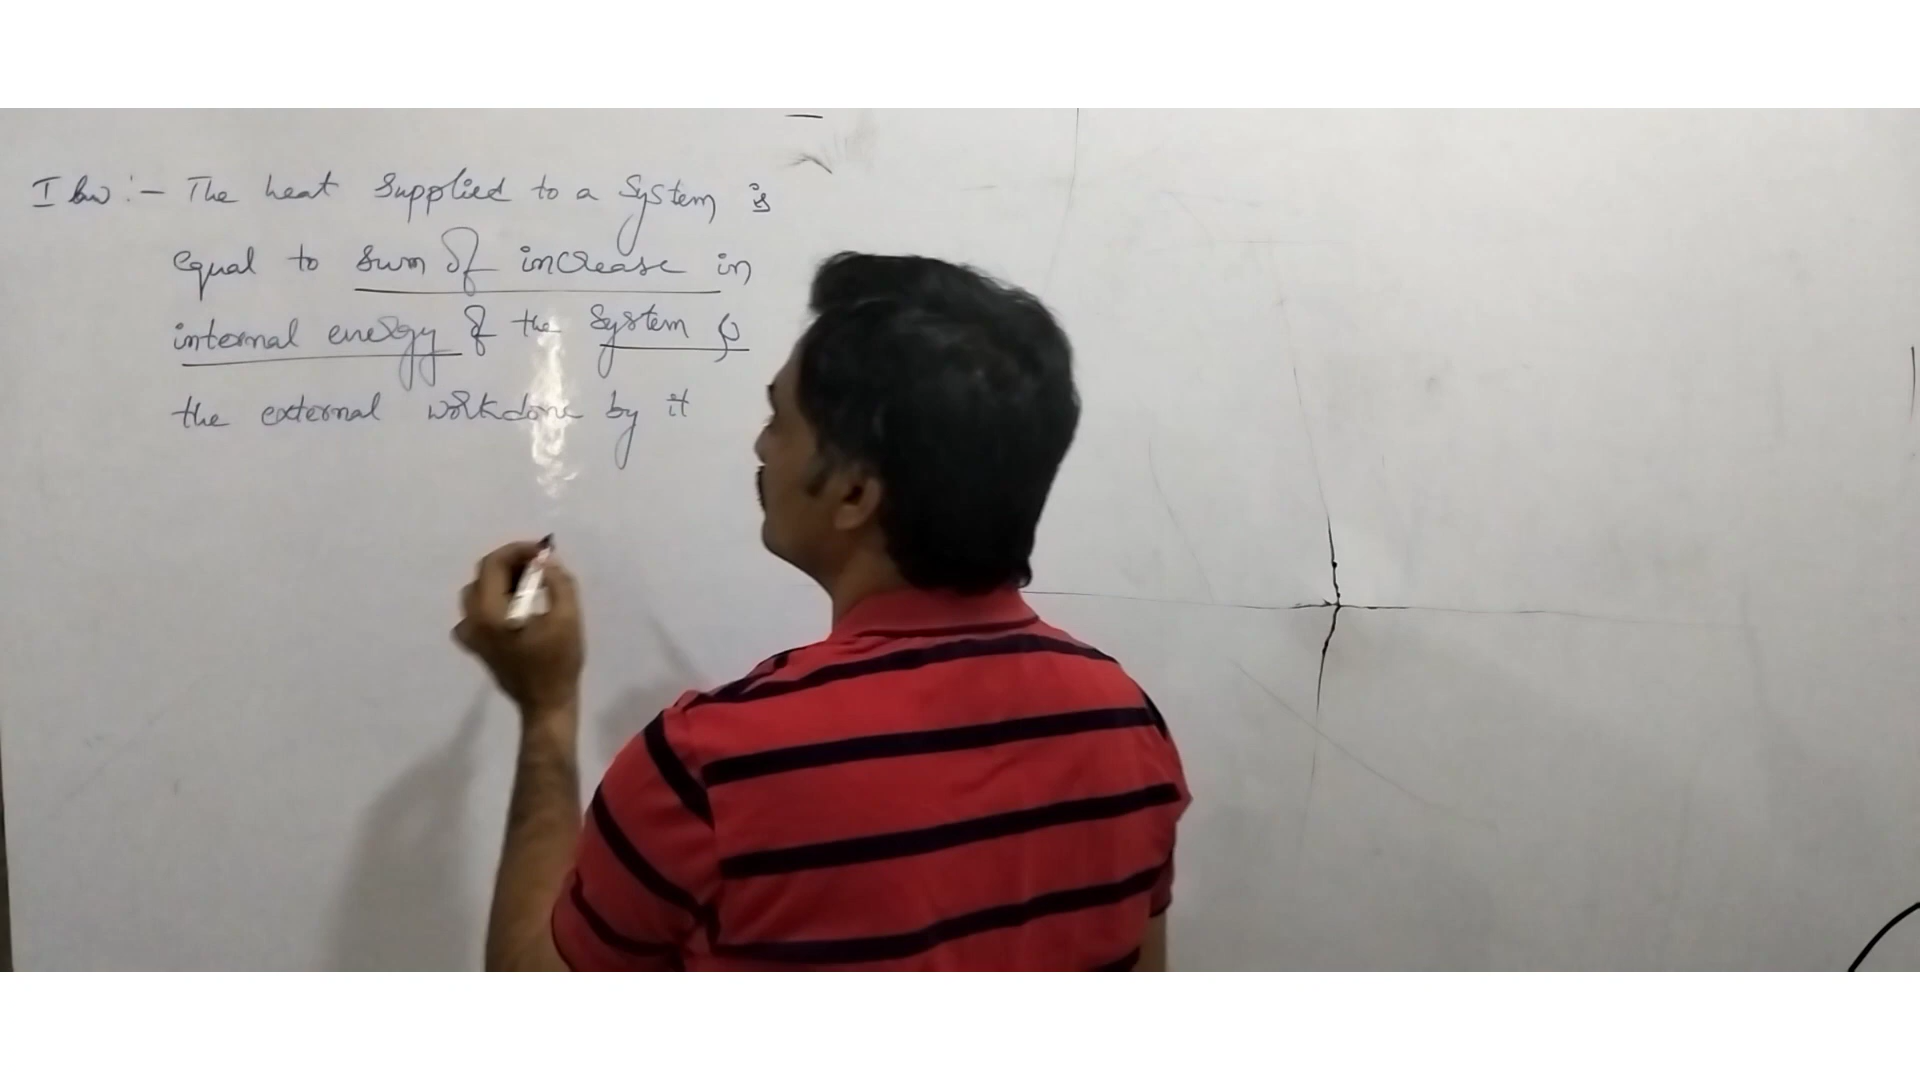 I law :- The heat supplied to a system is
equal to sum of increase in
internal energy of the system &
the external workdone by it